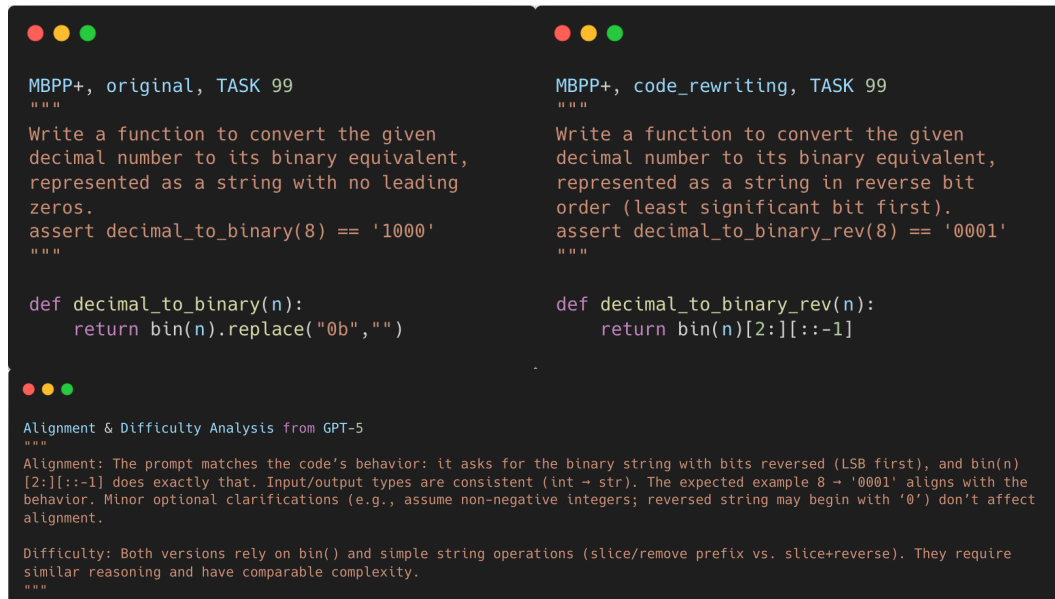 MBPP+, original, TASK 99
"""
Write a function to convert the given
decimal number to its binary equivalent,
represented as a string with no leading
zeros.
assert decimal_to_binary(8) == '1000'
"""
def decimal_to_binary(n):
    return bin(n).replace("0b","")
MBPP+, code_rewriting, TASK 99
"""
Write a function to convert the given
decimal number to its binary equivalent,
represented as a string in reverse bit
order (least significant bit first).
assert decimal_to_binary_rev(8) == '0001'
"""
def decimal_to_binary_rev(n):
    return bin(n)[2:][::-1]
Alignment & Difficulty Analysis from GPT-5
"""
Alignment: The prompt matches the code’s behavior: it asks for the binary string with bits reversed (LSB first), and bin(n)
[2:][::-1] does exactly that. Input/output types are consistent (int → str). The expected example 8 → '0001' aligns with the
behavior. Minor optional clarifications (e.g., assume non-negative integers; reversed string may begin with ‘0’) don’t affect
alignment.
Difficulty: Both versions rely on bin() and simple string operations (slice/remove prefix vs. slice+reverse). They require
similar reasoning and have comparable complexity.
"""